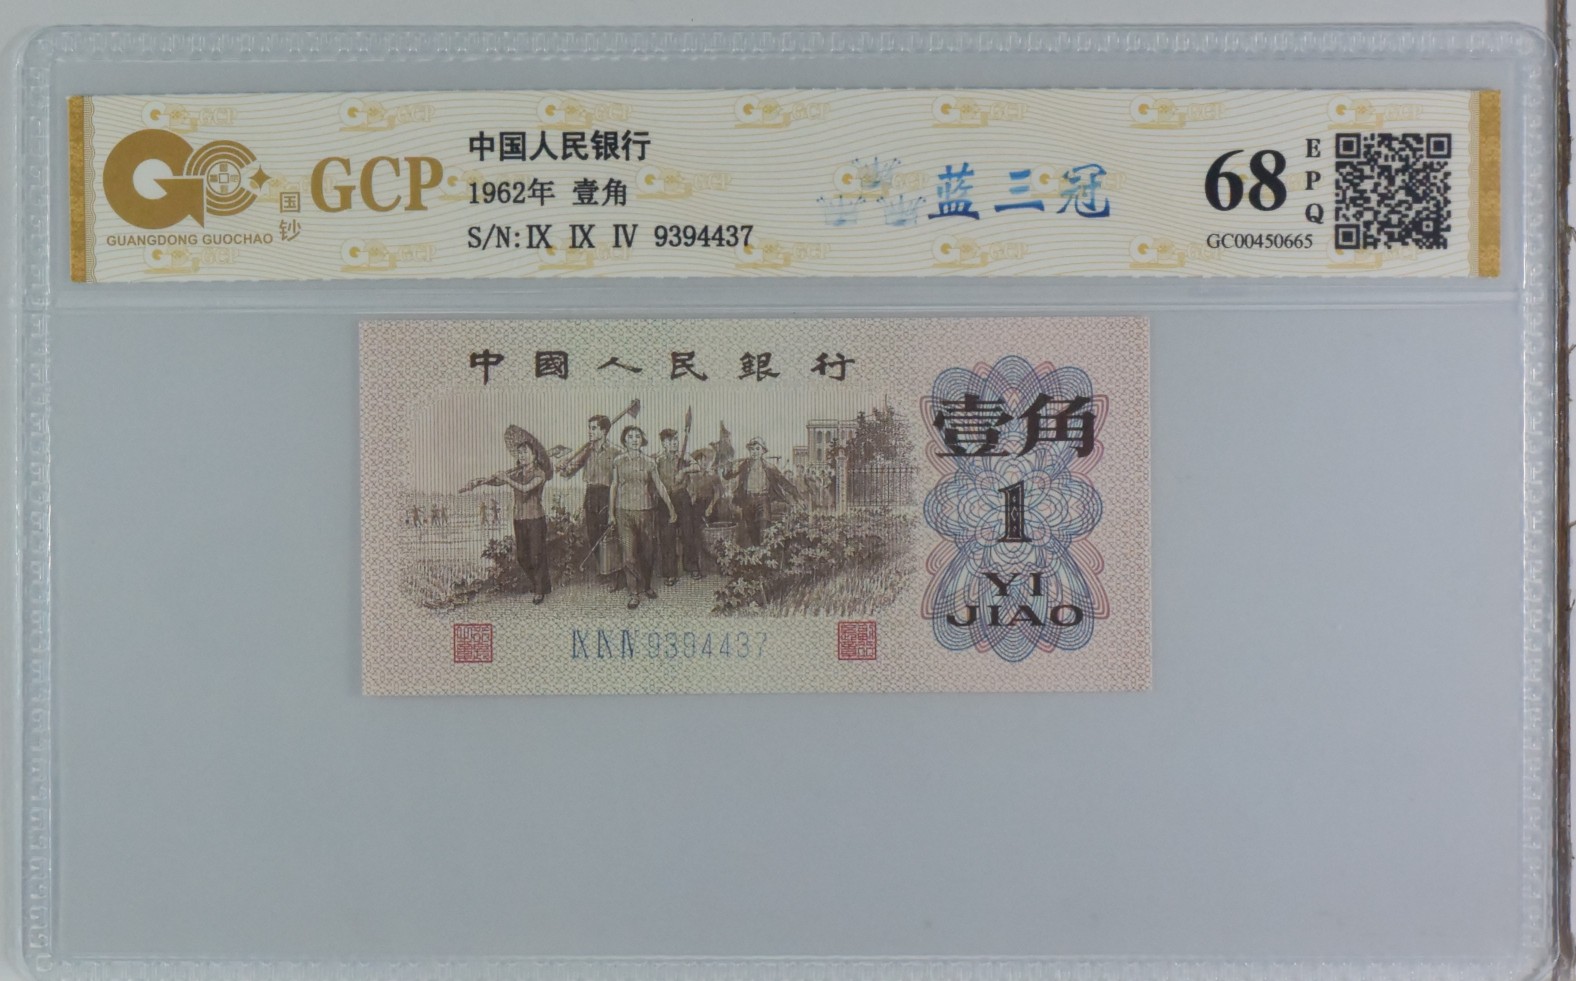 GCP
国钞
GUANGDONG GUOCHAO
中国人民银行
1962年 壹角
S/N: IX IX IV 9394437
蓝三冠
68
EPQ
GC00450665
中國人民銀行
壹角
1
YI
JIAO
IX IX IV 9394437